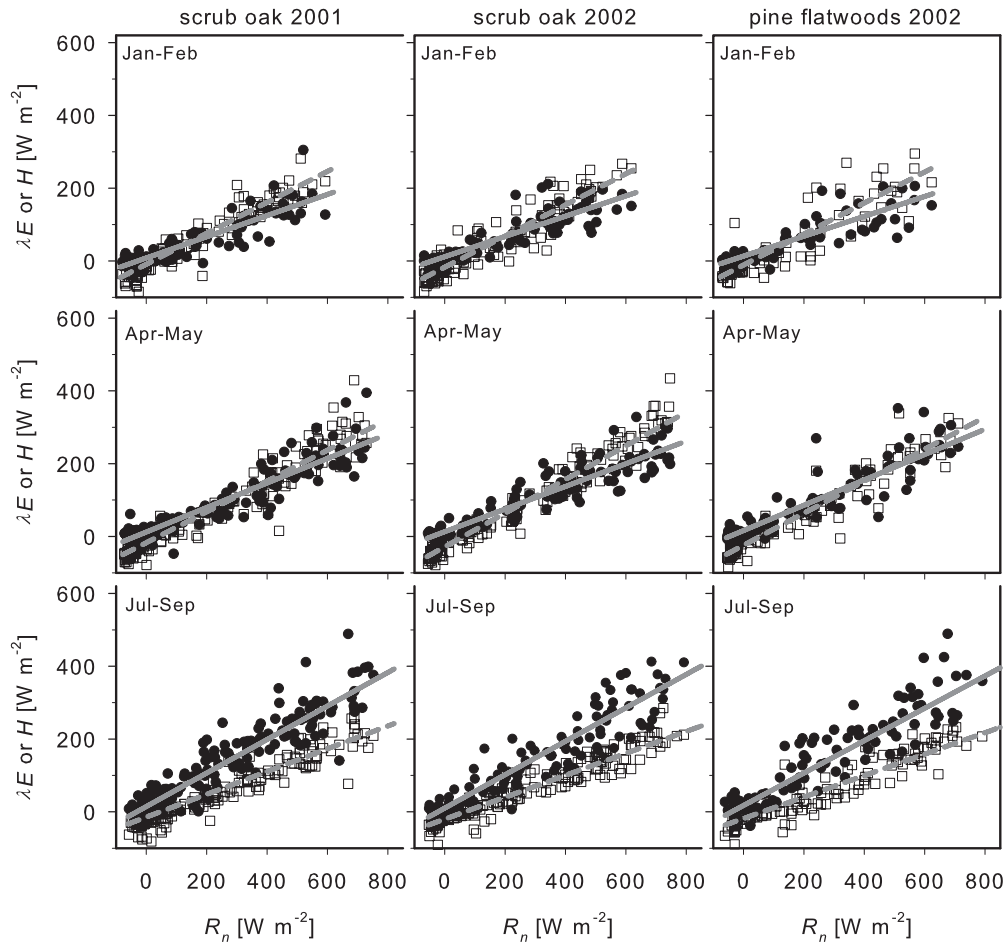 scrub oak 2001 scrub oak 2002 pine flatwoods 2002
Jan-Feb Jan-Feb Jan-Feb
Apr-May Apr-May Apr-May
Jul-Sep Jul-Sep Jul-Sep
600
400
200
0
600
400
200
0
600
400
200
0
λE or H [W m⁻²]
λE or H [W m⁻²]
λE or H [W m⁻²]
0 200 400 600 800 0 200 400 600 800 0 200 400 600 800
Rₙ [W m⁻²] Rₙ [W m⁻²] Rₙ [W m⁻²]